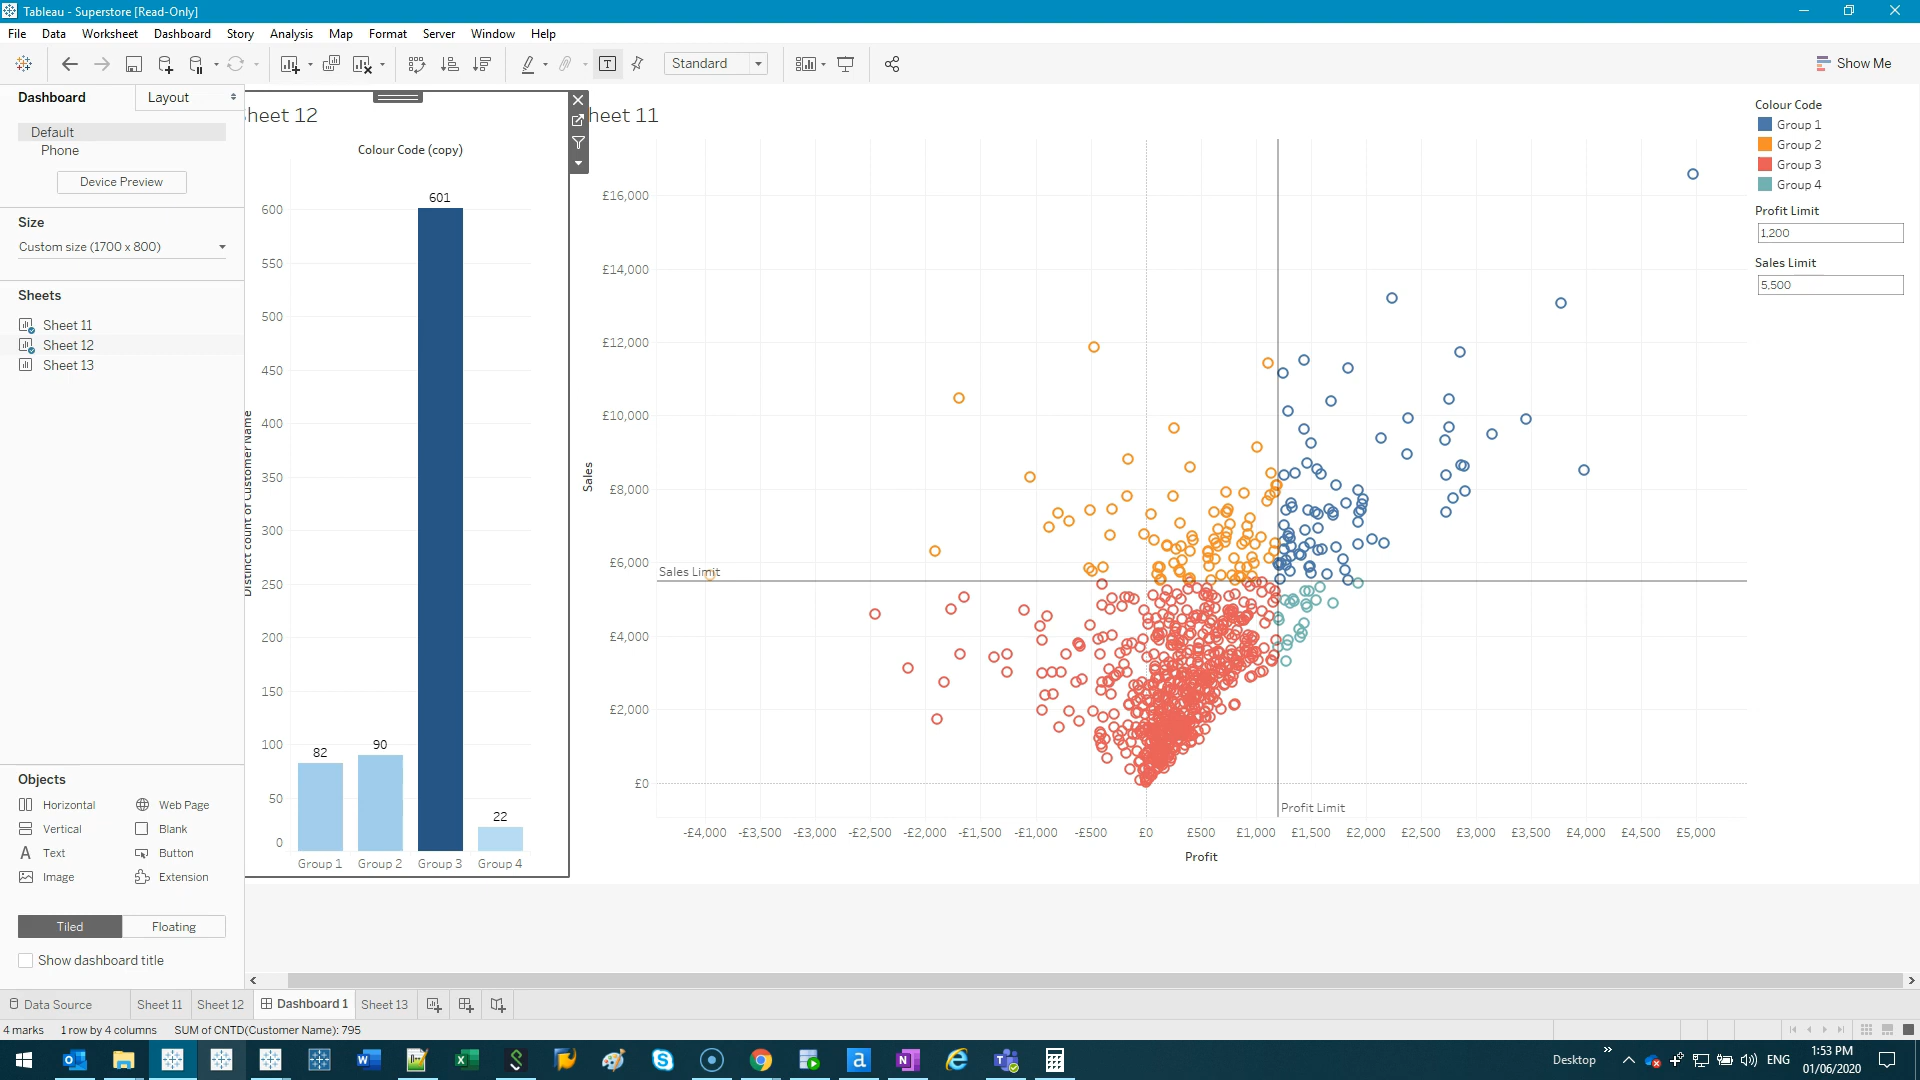 Tableau - Superstore [Read-Only]
File Data Worksheet Dashboard Story Analysis Map Format Server Window Help
Standard
Show Me
Dashboard
Layout
Default
Phone
Device Preview
Size
Custom size (1700 x 800)
Sheets
Sheet 11
Sheet 12
Sheet 13
Objects
Horizontal
Web Page
Vertical
Blank
Text
Button
Image
Extension
Tiled
Floating
Show dashboard title
heet 12
Colour Code (copy)
Distinct count of Customer Name
600
550
500
450
400
350
300
250
200
150
100
50
0
82
90
601
22
Group 1
Group 2
Group 3
Group 4
heet 11
Sales
£16,000
£14,000
£12,000
£10,000
£8,000
£6,000
£4,000
£2,000
£0
Sales Limit
Profit Limit
-£4,000 -£3,500 -£3,000 -£2,500 -£2,000 -£1,500 -£1,000 -£500 £0 £500 £1,000 £1,500 £2,000 £2,500 £3,000 £3,500 £4,000 £4,500 £5,000
Profit
Colour Code
Group 1
Group 2
Group 3
Group 4
Profit Limit
1,200
Sales Limit
5,500
Data Source
Sheet 11
Sheet 12
Dashboard 1
Sheet 13
4 marks 1 row by 4 columns SUM of CNTD(Customer Name): 795
Desktop
ENG
1:53 PM
01/06/2020